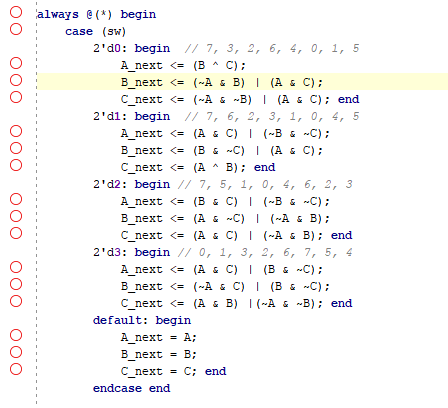 always @(*) begin
case (sw)
2'd0: begin // 7, 3, 2, 6, 4, 0, 1, 5
A_next <= (B ^ C);
B_next <= (~A & B) | (A & C);
C_next <= (~A & ~B) | (A & C); end
2'd1: begin // 7, 6, 2, 3, 1, 0, 4, 5
A_next <= (A & C) | (~B & ~C);
B_next <= (B & ~C) | (A & C);
C_next <= (A ^ B); end
2'd2: begin // 7, 5, 1, 0, 4, 6, 2, 3
A_next <= (B & C) | (~B & ~C);
B_next <= (A & ~C) | (~A & B);
C_next <= (A & C) | (~A & B); end
2'd3: begin // 0, 1, 3, 2, 6, 7, 5, 4
A_next <= (A & C) | (B & ~C);
B_next <= (~A & C) | (B & ~C);
C_next <= (A & B) |(~A & ~B); end
default: begin
A_next = A;
B_next = B;
C_next = C; end
endcase end